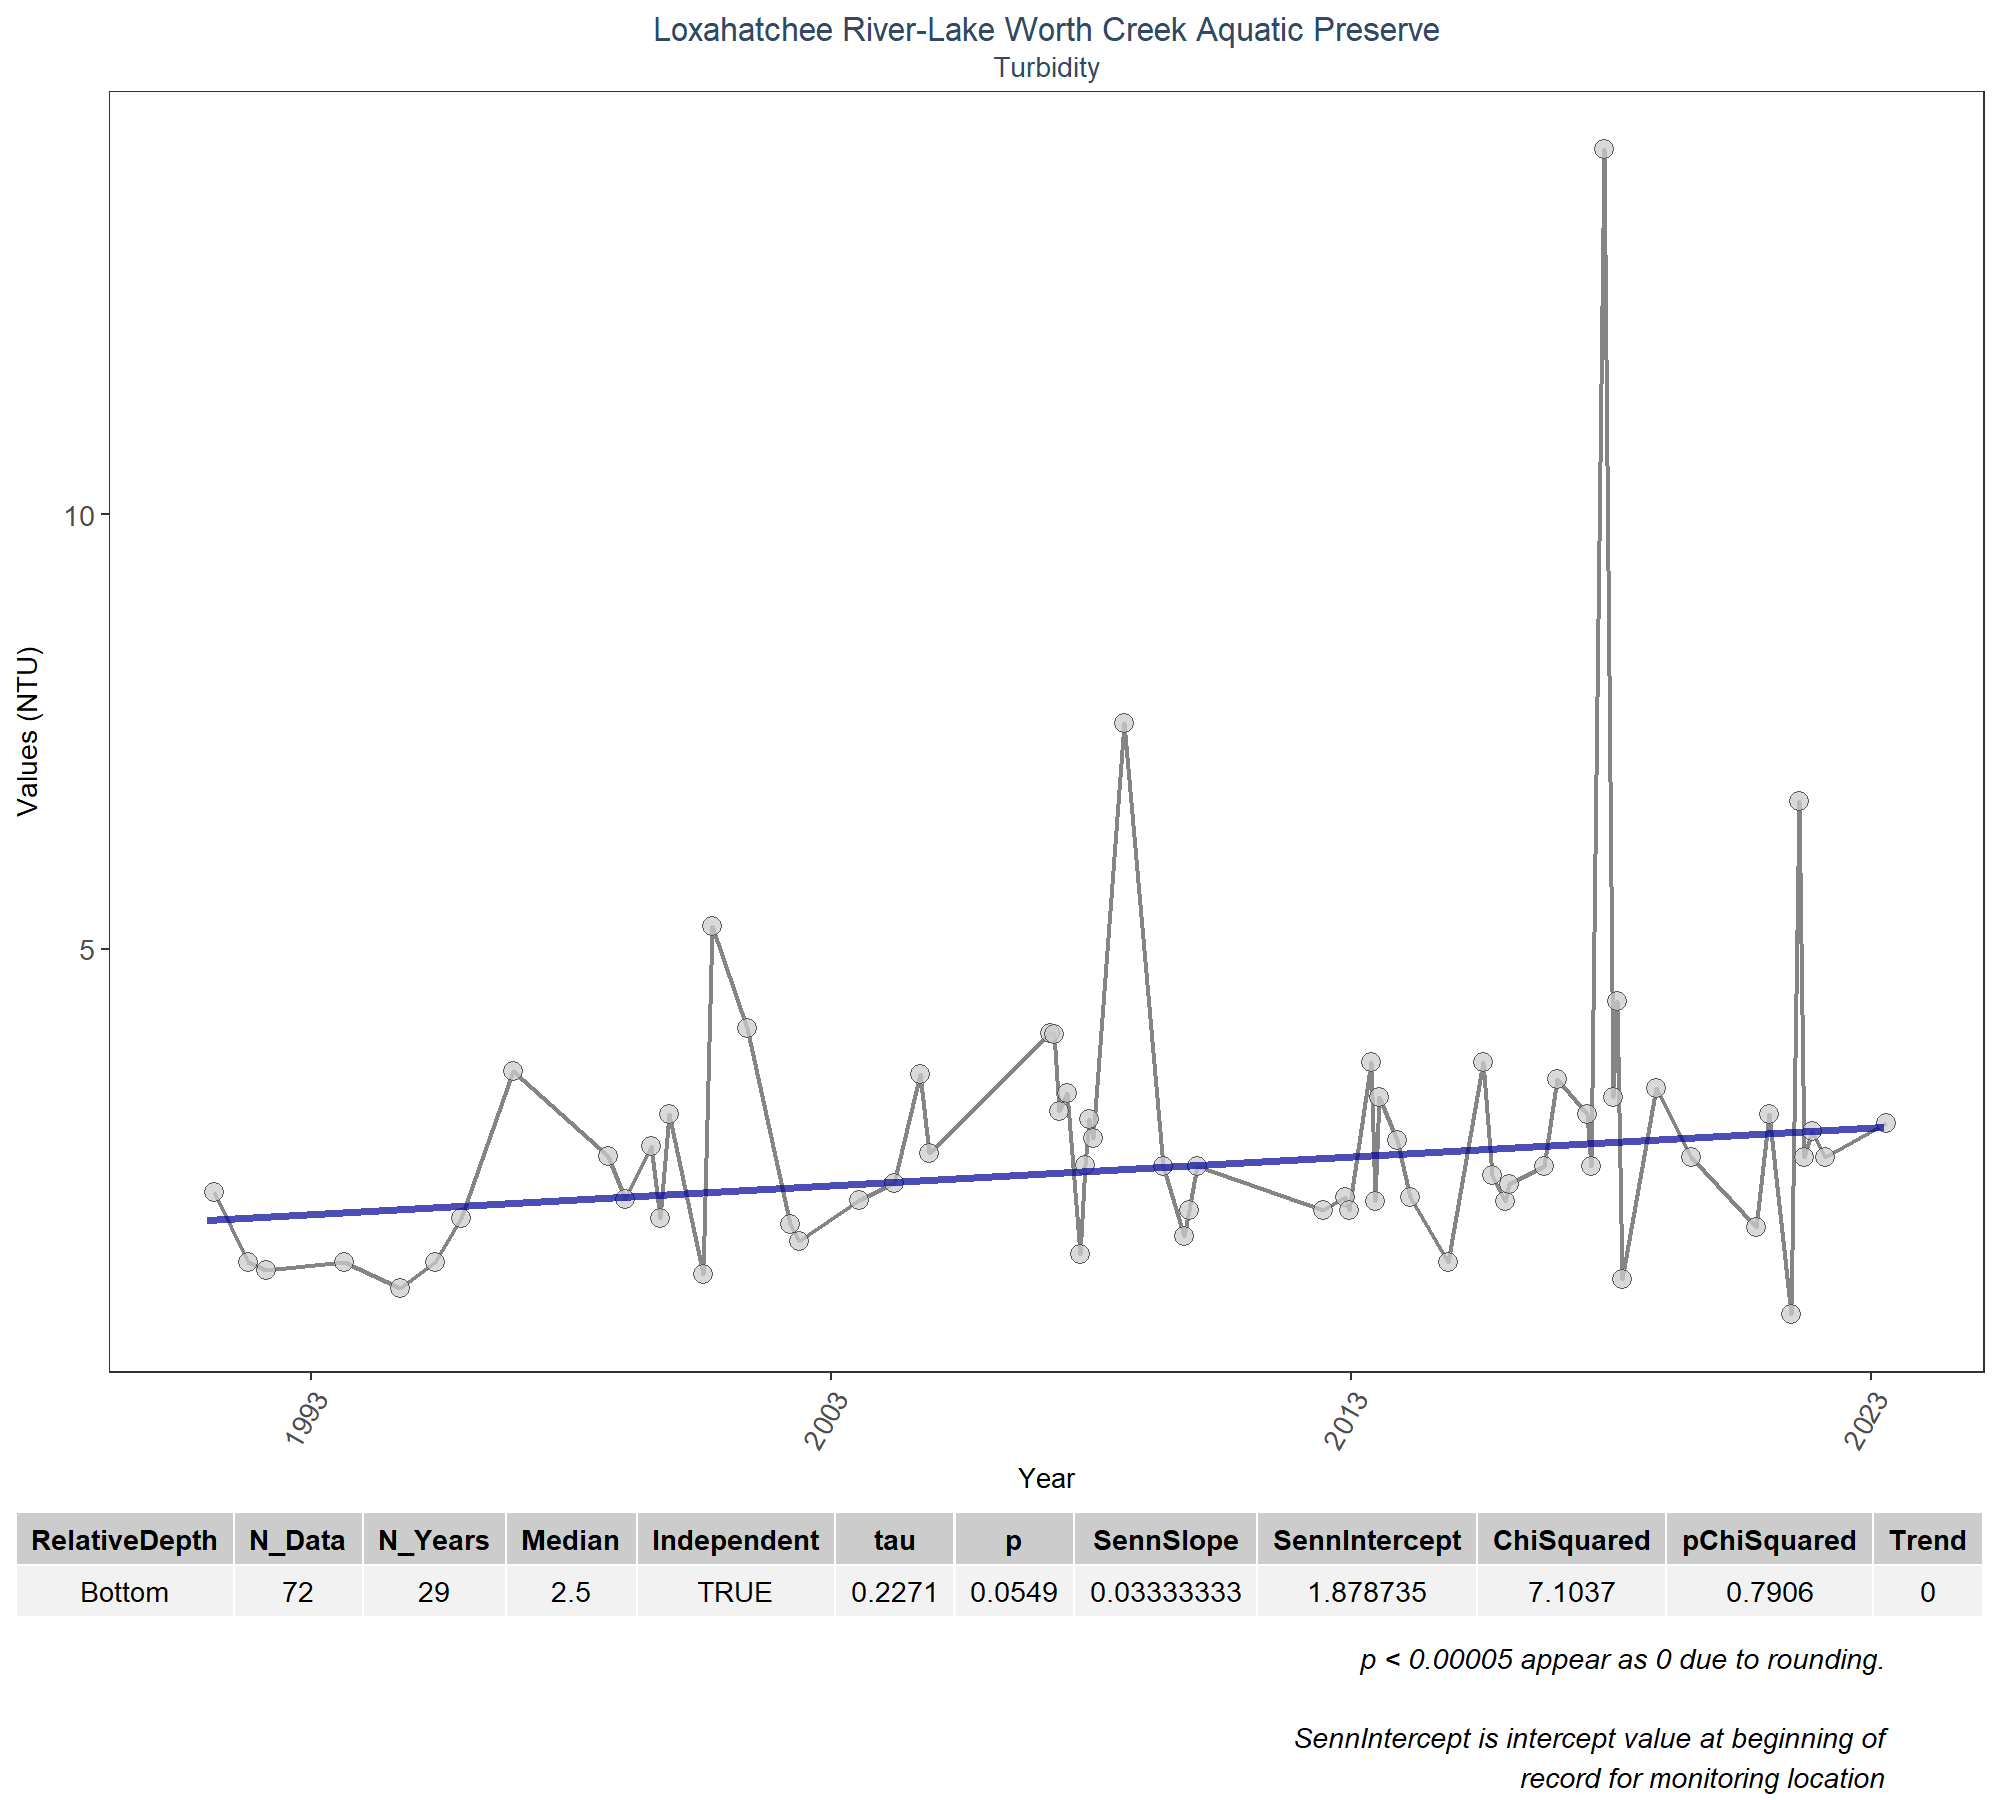 Loxahatchee River-Lake Worth Creek Aquatic Preserve
Turbidity
Values (NTU)
10
5
1993
2003
2013
2023
Year
RelativeDepth N_Data N_Years Median Independent tau p SennSlope SennIntercept ChiSquared pChiSquared Trend
Bottom 72 29 2.5 TRUE 0.2271 0.0549 0.03333333 1.878735 7.1037 0.7906 0
p < 0.00005 appear as 0 due to rounding.
SennIntercept is intercept value at beginning of
record for monitoring location